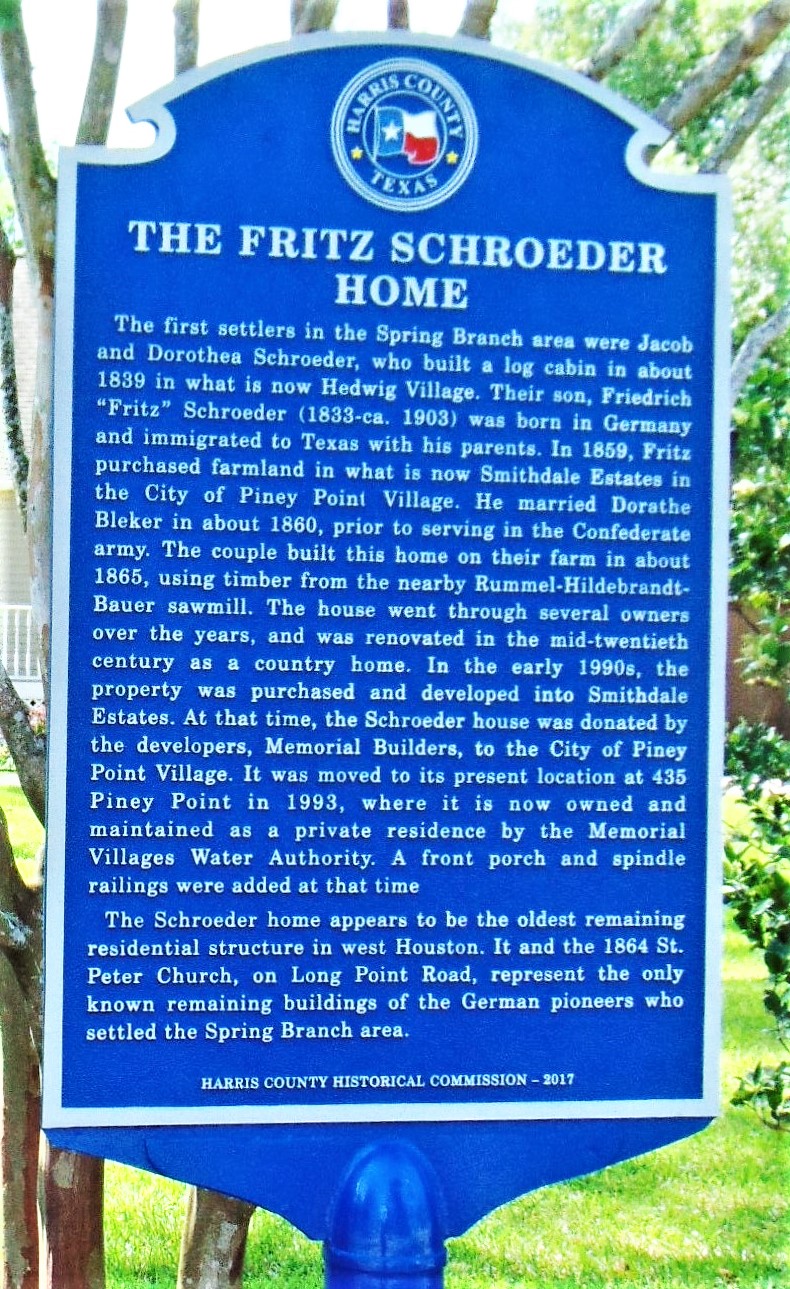 HARRIS COUNTY
TEXAS
THE FRITZ SCHROEDER
HOME
The first settlers in the Spring Branch area were Jacob
and Dorothea Schroeder, who built a log cabin in about
1839 in what is now Hedwig Village. Their son, Friedrich
“Fritz” Schroeder (1833-ca. 1903) was born in Germany
and immigrated to Texas with his parents. In 1859, Fritz
purchased farmland in what is now Smithdale Estates in
the City of Piney Point Village. He married Dorathe
Bleker in about 1860, prior to serving in the Confederate
army. The couple built this home on their farm in about
1865, using timber from the nearby Rummel-Hildebrandt-
Bauer sawmill. The house went through several owners
over the years, and was renovated in the mid-twentieth
century as a country home. In the early 1990s, the
property was purchased and developed into Smithdale
Estates. At that time, the Schroeder house was donated by
the developers, Memorial Builders, to the City of Piney
Point Village. It was moved to its present location at 435
Piney Point in 1993, where it is now owned and
maintained as a private residence by the Memorial
Villages Water Authority. A front porch and spindle
railings were added at that time
The Schroeder home appears to be the oldest remaining
residential structure in west Houston. It and the 1864 St.
Peter Church, on Long Point Road, represent the only
known remaining buildings of the German pioneers who
settled the Spring Branch area.
HARRIS COUNTY HISTORICAL COMMISSION – 2017